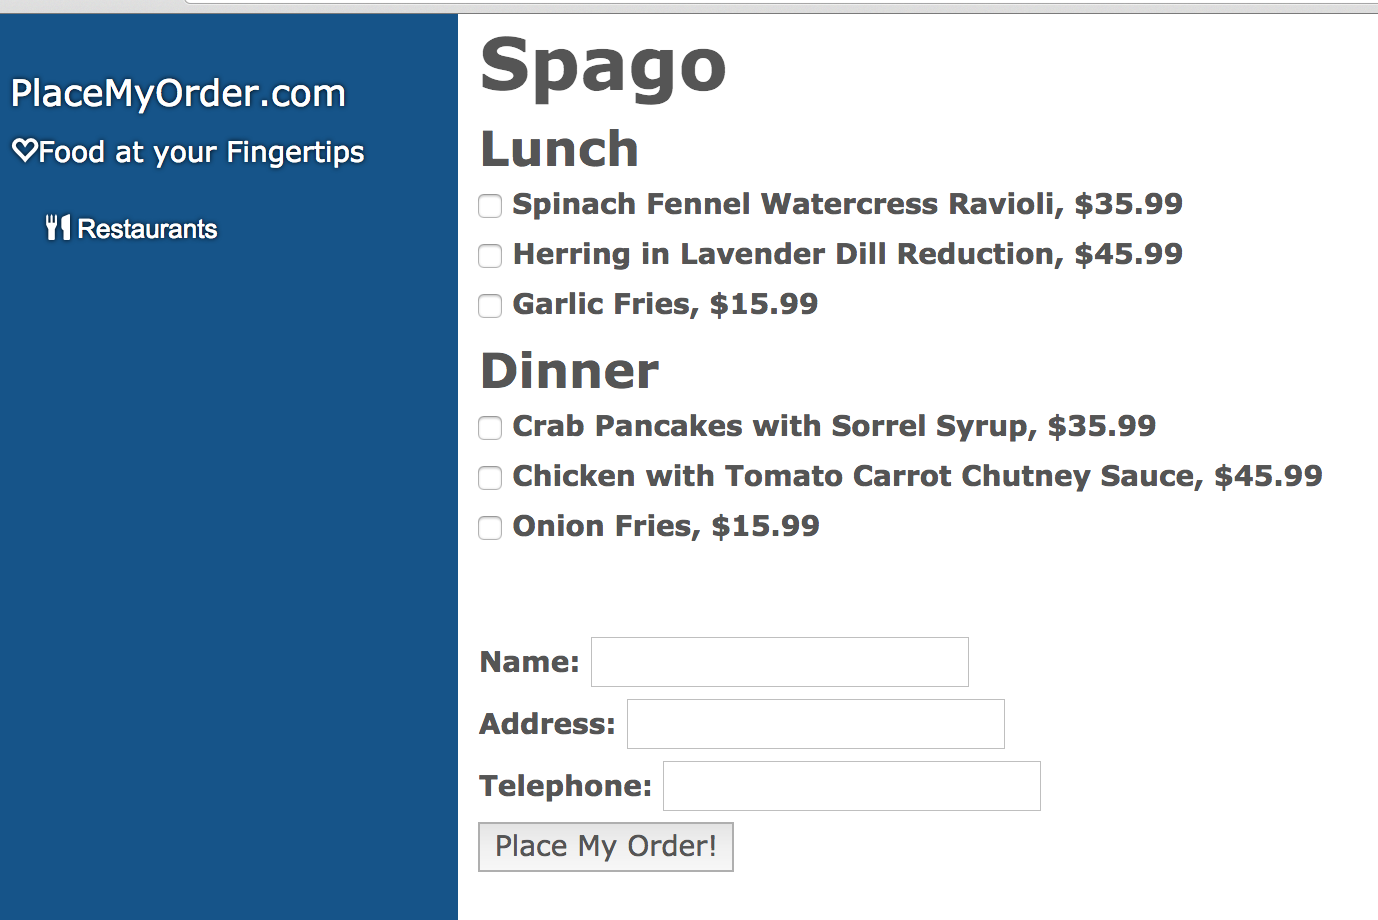 PlaceMyOrder.com
Food at your Fingertips
Restaurants
Spago
Lunch
Spinach Fennel Watercress Ravioli, $35.99
Herring in Lavender Dill Reduction, $45.99
Garlic Fries, $15.99
Dinner
Crab Pancakes with Sorrel Syrup, $35.99
Chicken with Tomato Carrot Chutney Sauce, $45.99
Onion Fries, $15.99
Name:
Address:
Telephone:
Place My Order!